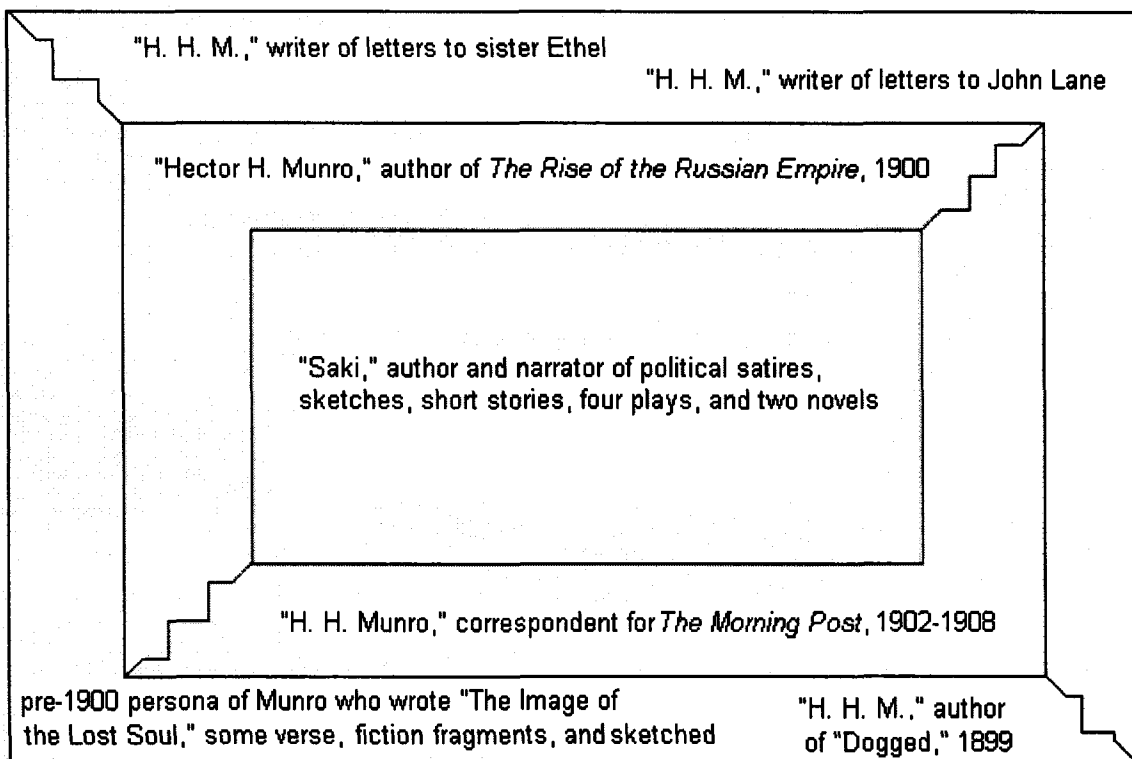 "H. H. M.," writer of letters to sister Ethel
"H. H. M.," writer of letters to John Lane
"Hector H. Munro," author of The Rise of the Russian Empire, 1900
"Saki," author and narrator of political satires,
sketches, short stories, four plays, and two novels
"H. H. Munro," correspondent for The Morning Post, 1902-1908
pre-1900 persona of Munro who wrote "The Image of
the Lost Soul," some verse, fiction fragments, and sketched
"H. H. M.," author
of "Dogged," 1899